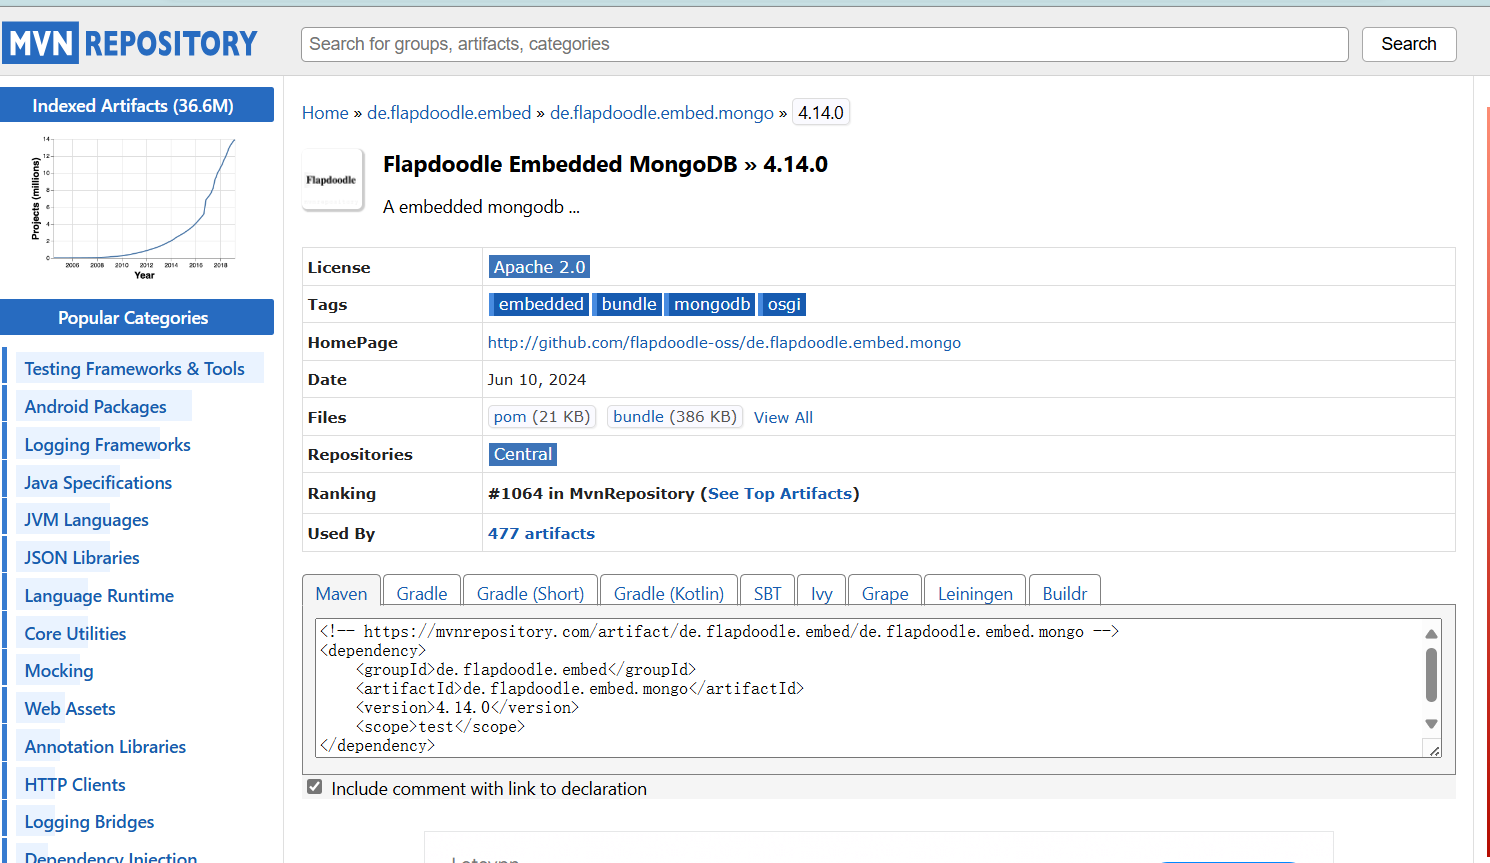 MVN REPOSITORY
Search for groups, artifacts, categories
Search
Indexed Artifacts (36.6M)
Projects (millions)
14
12
10
8
6
4
2
0
2006 2008 2010 2012 2014 2016 2018
Year
Popular Categories
Testing Frameworks & Tools
Android Packages
Logging Frameworks
Java Specifications
JVM Languages
JSON Libraries
Language Runtime
Core Utilities
Mocking
Web Assets
Annotation Libraries
HTTP Clients
Logging Bridges
Dependency Injection
Home » de.flapdoodle.embed » de.flapdoodle.embed.mongo » 4.14.0
Flapdoodle
Flapdoodle Embedded MongoDB » 4.14.0
A embedded mongodb ...
License Apache 2.0
Tags embedded bundle mongodb osgi
HomePage http://github.com/flapdoodle-oss/de.flapdoodle.embed.mongo
Date Jun 10, 2024
Files pom (21 KB) bundle (386 KB) View All
Repositories Central
Ranking #1064 in MvnRepository (See Top Artifacts)
Used By 477 artifacts
Maven Gradle Gradle (Short) Gradle (Kotlin) SBT Ivy Grape Leiningen Buildr
<!-- https://mvnrepository.com/artifact/de.flapdoodle.embed/de.flapdoodle.embed.mongo -->
<dependency>
    <groupId>de.flapdoodle.embed</groupId>
    <artifactId>de.flapdoodle.embed.mongo</artifactId>
    <version>4.14.0</version>
    <scope>test</scope>
</dependency>
Include comment with link to declaration